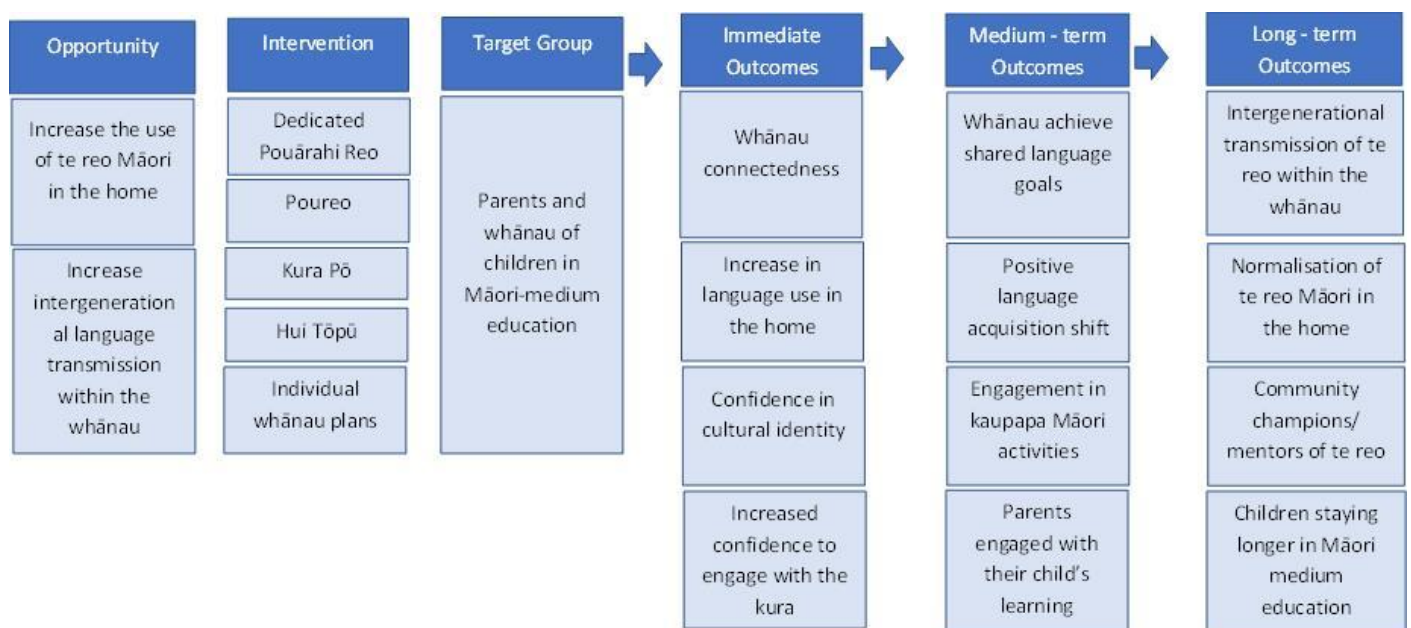 Opportunity
Increase the use
of te reo Māori
in the home
Increase
intergeneration
al language
transmission
within the
whānau
Intervention
Dedicated
Pouārahi Reo
Poureo
Kura Pō
Hui Tōpū
Individual
whānau plans
Target Group
Parents and
whānau of
children in
Māori-medium
education
Immediate
Outcomes
Whānau
connectedness
Increase in
language use in
the home
Confidence in
cultural identity
Increased
confidence to
engage with the
kura
Medium - term
Outcomes
Whānau achieve
shared language
goals
Positive
language
acquisition shift
Engagement in
kaupapa Māori
activities
Parents
engaged with
their child's
learning
Long - term
Outcomes
Intergenerational
transmission of te
reo within the
whānau
Normalisation of
te reo Māori in
the home
Community
champions/
mentors of te reo
Children staying
longer in Māori
medium
education